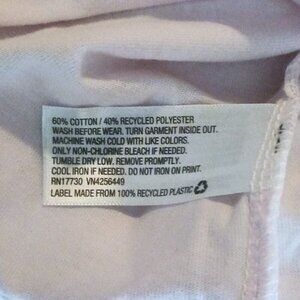 60% COTTON / 40% RECYCLED POLYESTER
WASH BEFORE WEAR. TURN GARMENT INSIDE OUT.
MACHINE WASH COLD WITH LIKE COLORS.
ONLY NON-CHLORINE BLEACH IF NEEDED.
TUMBLE DRY LOW. REMOVE PROMPTLY.
COOL IRON IF NEEDED. DO NOT IRON ON PRINT.
RN17730 VN4256449
LABEL MADE FROM 100% RECYCLED PLASTIC